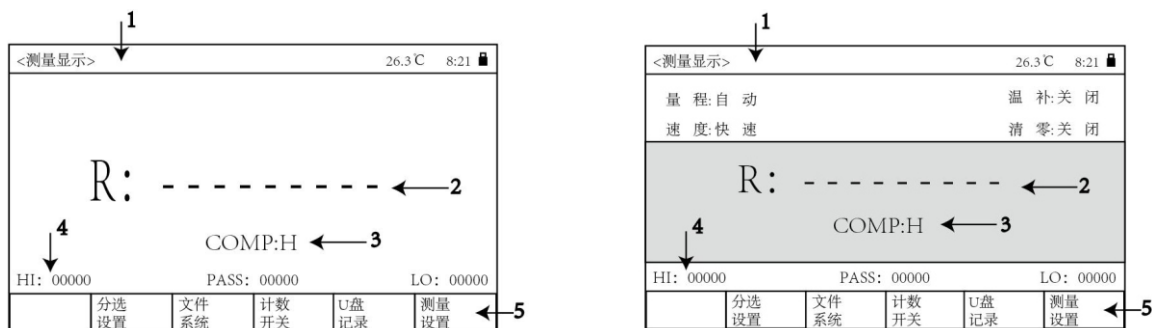 1
<测量显示> 26.3℃ 8:21
R: - - - - - - - - - 2
4
COMP:H 3
HI: 00000 PASS: 00000 LO: 00000
分选设置 文件系统 计数开关 U盘记录 测量设置 5
1
<测量显示> 26.3℃ 8:21
量 程:自 动 温 补:关 闭
速 度:快 速 清 零:关 闭
R: - - - - - - - - - 2
4
COMP:H 3
HI: 00000 PASS: 00000 LO: 00000
分选设置 文件系统 计数开关 U盘记录 测量设置 5